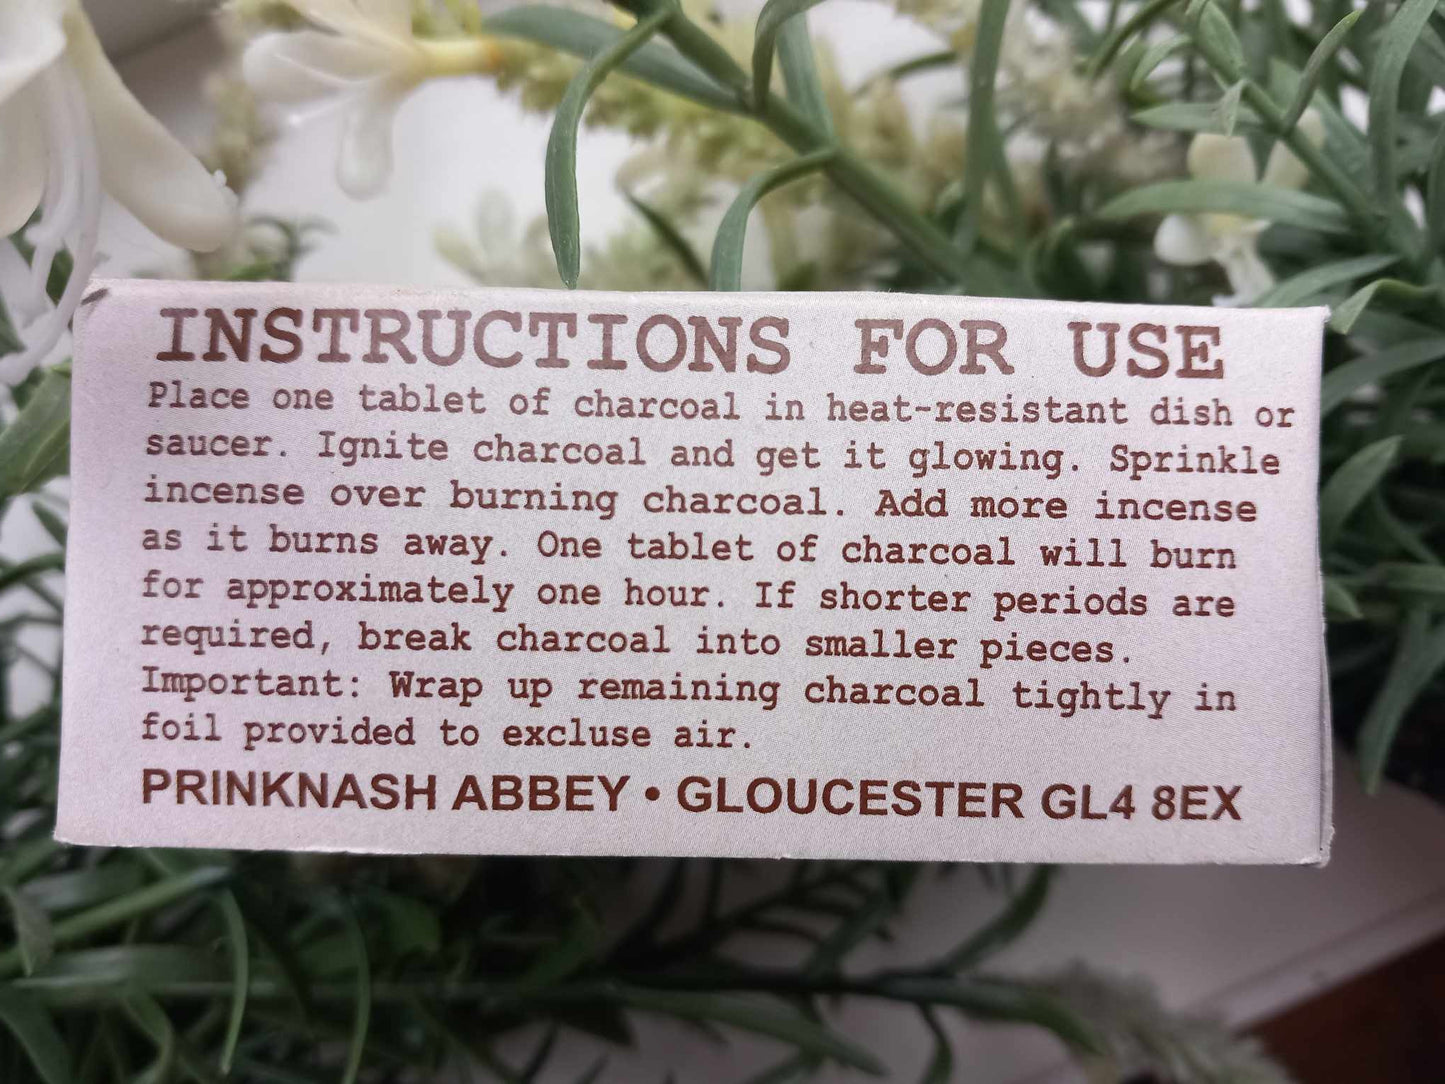 INSTRUCTIONS FOR USE
Place one tablet of charcoal in heat-resistant dish or
saucer. Ignite charcoal and get it glowing. Sprinkle
incense over burning charcoal. Add more incense
as it burns away. One tablet of charcoal will burn
for approximately one hour. If shorter periods are
required, break charcoal into smaller pieces.
Important: Wrap up remaining charcoal tightly in
foil provided to excluse air.
PRINKNASH ABBEY • GLOUCESTER GL4 8EX